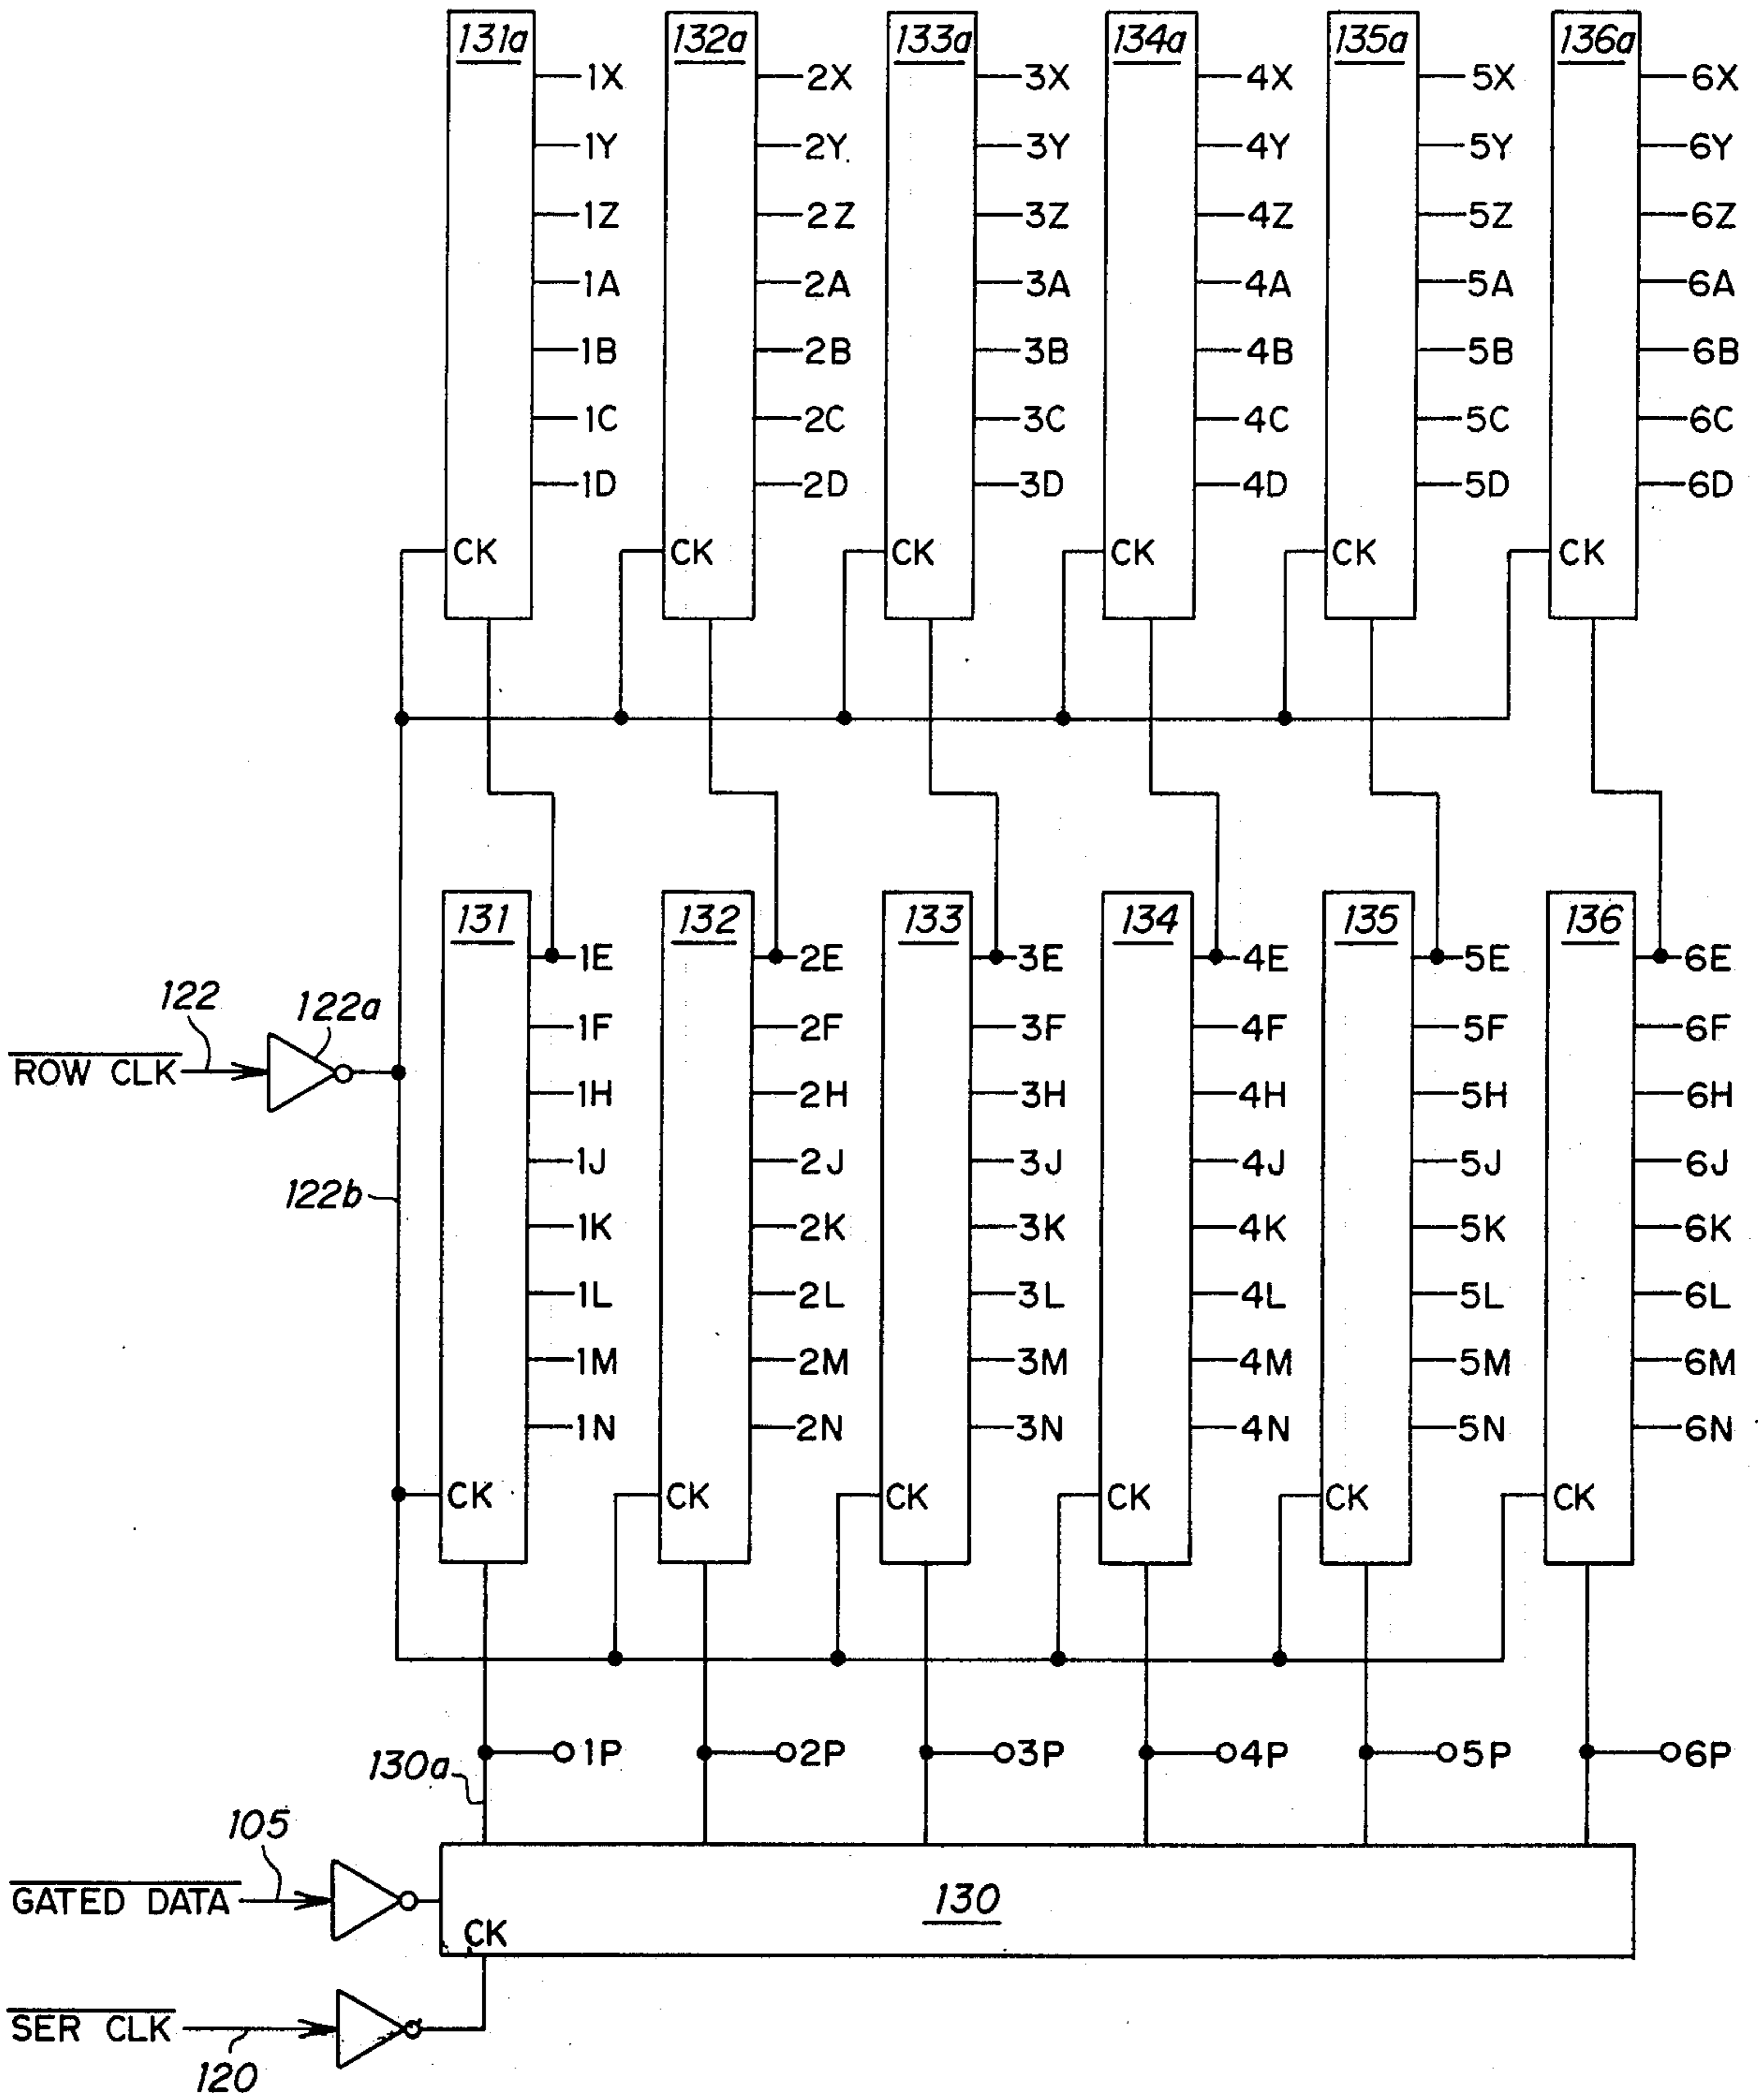 131a 132a 133a 134a 135a 136a
1X 2X 3X 4X 5X 6X
1Y 2Y 3Y 4Y 5Y 6Y
1Z 2Z 3Z 4Z 5Z 6Z
1A 2A 3A 4A 5A 6A
1B 2B 3B 4B 5B 6B
1C 2C 3C 4C 5C 6C
1D 2D 3D 4D 5D 6D
CK CK CK CK CK CK
131 132 133 134 135 136
1E 2E 3E 4E 5E 6E
122 122a
1F 2F 3F 4F 5F 6F
ROW CLK
1H 2H 3H 4H 5H 6H
1J 2J 3J 4J 5J 6J
122b
1K 2K 3K 4K 5K 6K
1L 2L 3L 4L 5L 6L
1M 2M 3M 4M 5M 6M
1N 2N 3N 4N 5N 6N
CK CK CK CK CK CK
1P 2P 3P 4P 5P 6P
130a
105
GATED DATA
130
CK
SER CLK
120